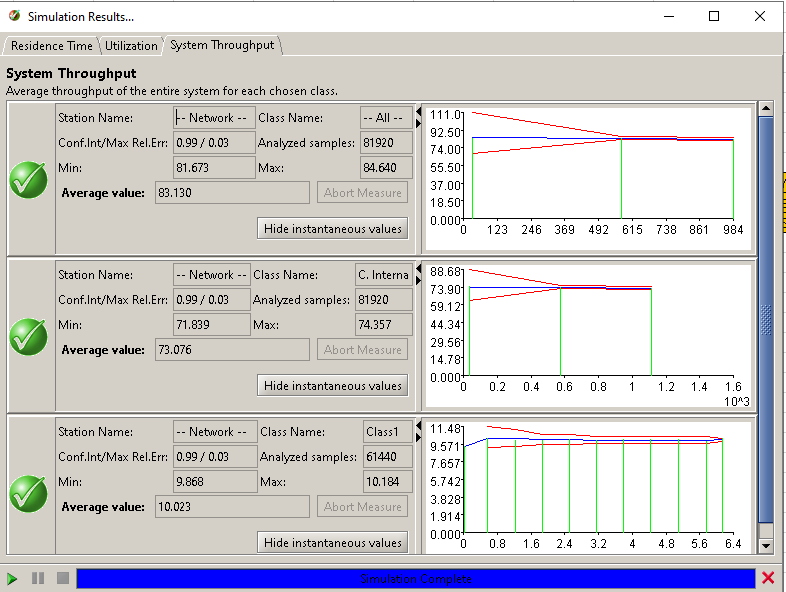 Simulation Results...
Residence Time Utilization System Throughput
System Throughput
Average throughput of the entire system for each chosen class.
Station Name: -- Network -- Class Name: -- All --
Conf.Int/Max Rel.Err: 0.99 / 0.03 Analyzed samples: 81920
Min: 81.673 Max: 84.640
Average value: 83.130 Abort Measure
Hide instantaneous values
111.0
92.50
74.00
55.50
37.00
18.50
0.000
0 123 246 369 492 615 738 861 984
Station Name: -- Network -- Class Name: C. Interna
Conf.Int/Max Rel.Err: 0.99 / 0.03 Analyzed samples: 81920
Min: 71.839 Max: 74.357
Average value: 73.076 Abort Measure
Hide instantaneous values
88.68
73.90
59.12
44.34
29.56
14.78
0.000
0 0.2 0.4 0.6 0.8 1 1.2 1.4 1.6
10^3
Station Name: -- Network -- Class Name: Class1
Conf.Int/Max Rel.Err: 0.99 / 0.03 Analyzed samples: 61440
Min: 9.868 Max: 10.184
Average value: 10.023 Abort Measure
Hide instantaneous values
11.48
9.571
7.657
5.742
3.828
1.914
0.000
0 0.8 1.6 2.4 3.2 4 4.8 5.6 6.4
Simulation Complete